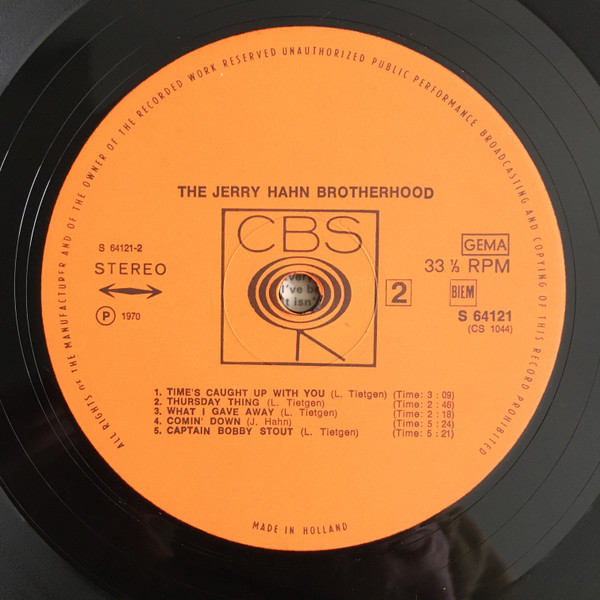 ALL RIGHTS OF THE MANUFACTURER AND OF THE OWNER OF THE RECORDED WORK RESERVED UNAUTHORIZED PUBLIC PERFORMANCE BROADCASTING AND COPYING OF THIS RECORD PROHIBITED
THE JERRY HAHN BROTHERHOOD
CBS
S 64121-2
STEREO
Ⓟ 1970
GEMA
33 ⅓ RPM
2
BIEM
S 64121
(CS 1044)
I've
t isn'
1. TIME'S CAUGHT UP WITH YOU (L. Tietgen) (Time: 3 : 09)
2. THURSDAY THING (L. Tietgen) (Time: 2 : 46)
3. WHAT I GAVE AWAY (L. Tietgen) (Time: 2 : 18)
4. COMIN' DOWN (J. Hahn) (Time: 5 : 24)
5. CAPTAIN BOBBY STOUT (L. Tietgen) (Time: 5 : 21)
MADE IN HOLLAND